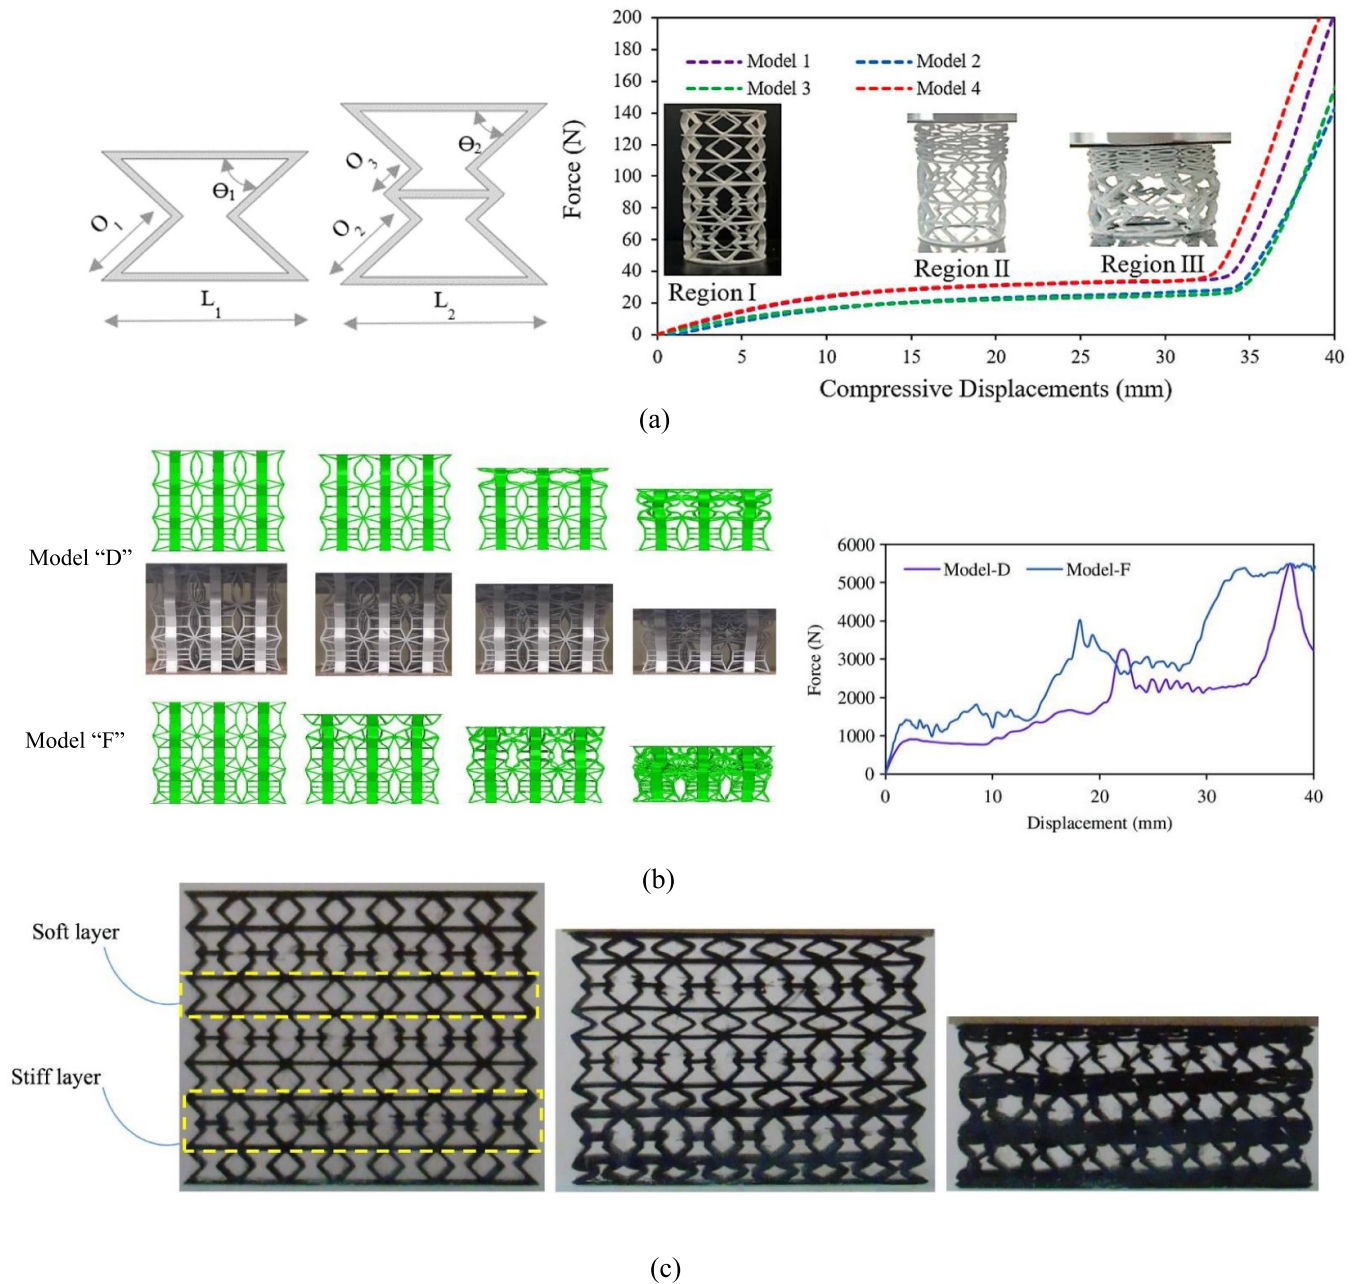 O₁
Θ₁
L₁
O₃
Θ₂
O₂
L₂
Force (N)
200
180
160
140
120
100
80
60
40
20
0
Model 1
Model 2
Model 3
Model 4
Region I
Region II
Region III
0 5 10 15 20 25 30 35 40
Compressive Displacements (mm)
(a)
Model “D”
Model “F”
Force (N)
6000
5000
4000
3000
2000
1000
0
Model-D
Model-F
0 10 20 30 40
Displacement (mm)
(b)
Soft layer
Stiff layer
(c)